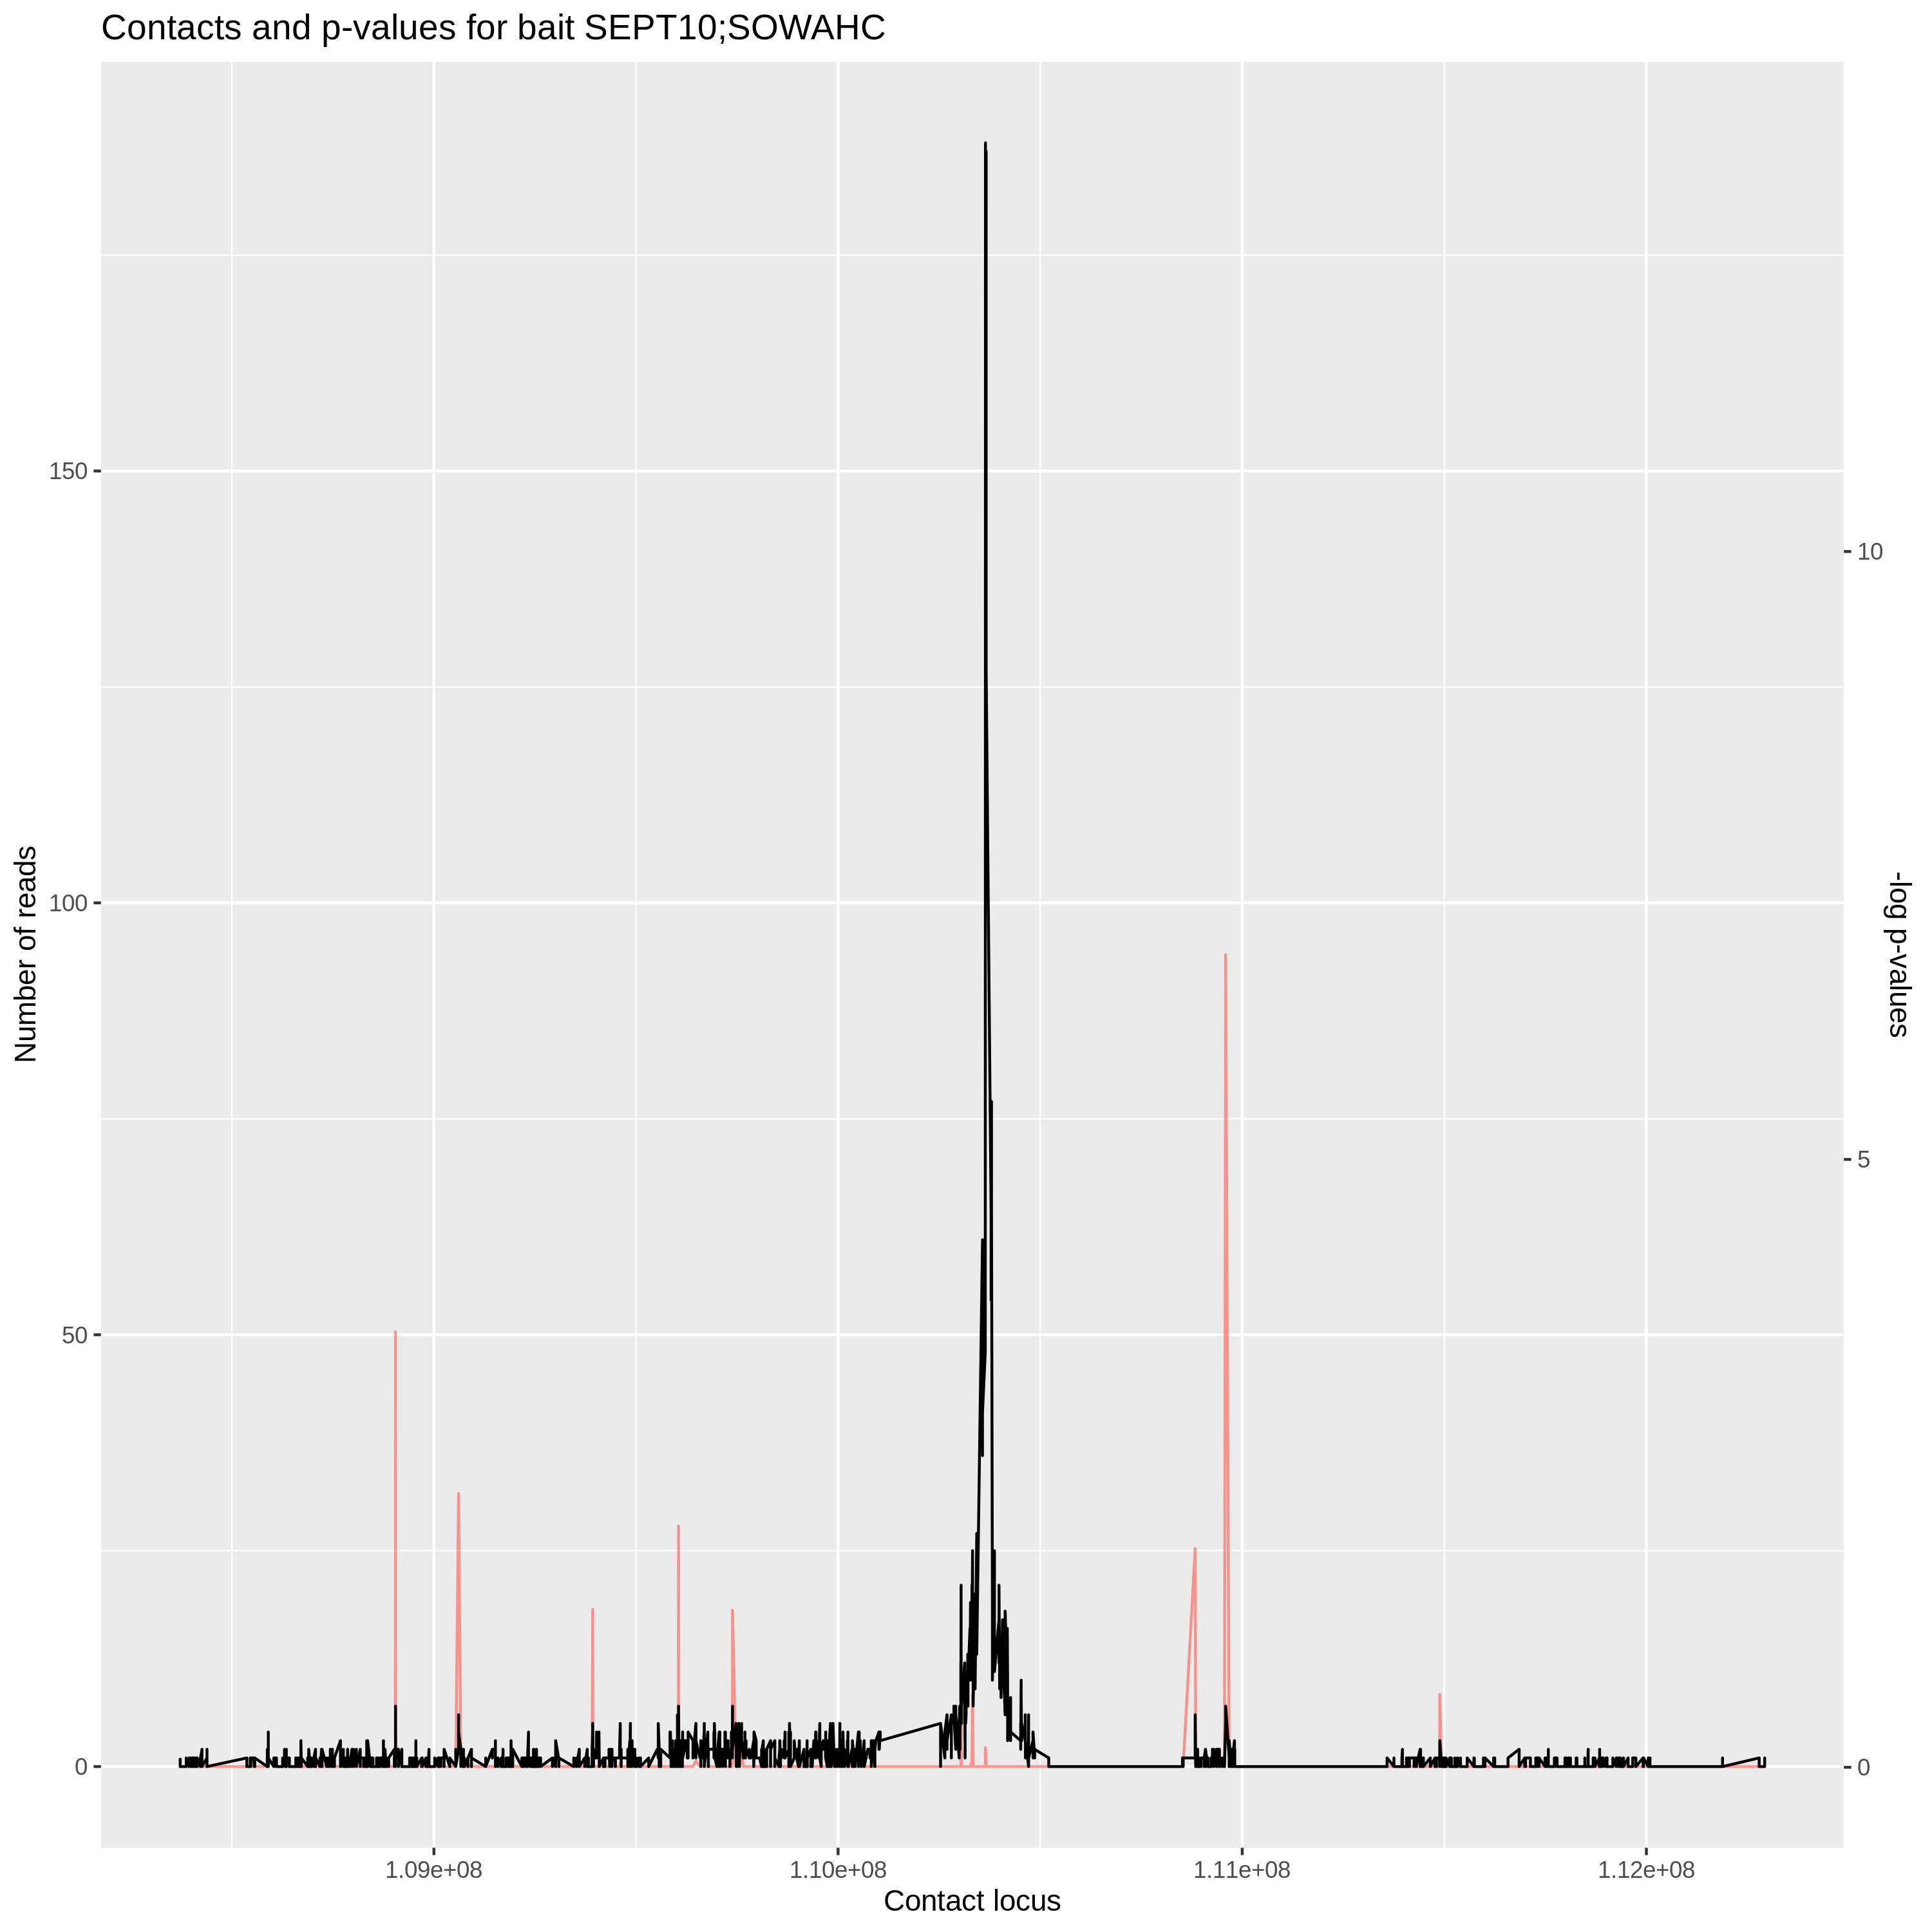 Contacts and p-values for bait SEPT10;SOWAHC
150
100
50
0
Number of reads
10
5
0
-log p-values
1.09e+08 1.10e+08 1.11e+08 1.12e+08
Contact locus